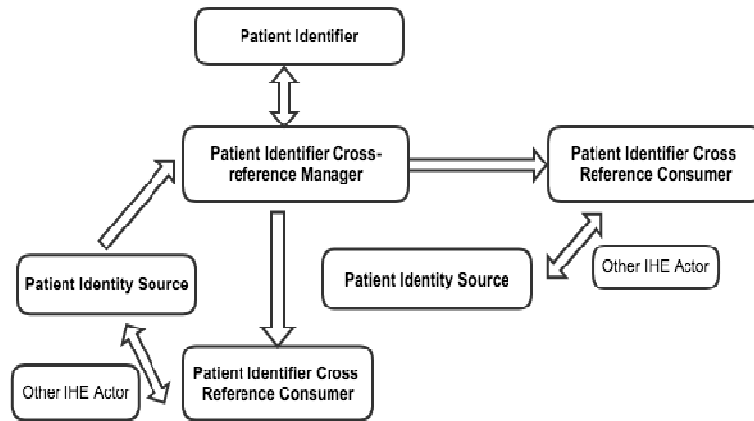 Patient Identifier
Patient Identifier Cross-
reference Manager
Patient Identifier Cross
Reference Consumer
Patient Identity Source
Patient Identity Source
Other IHE Actor
Other IHE Actor
Patient Identifier Cross
Reference Consumer